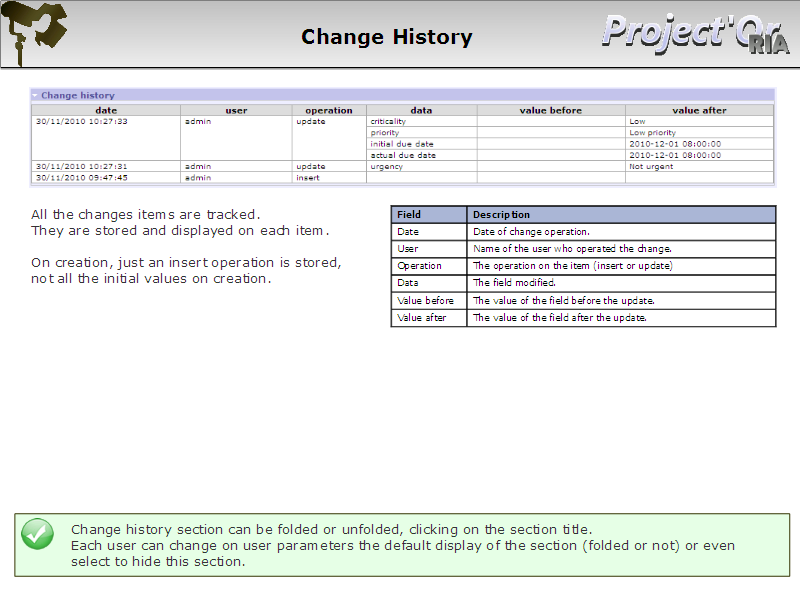 Change History
Project'Or
RIA
Change history
date user operation data value before value after
30/11/2010 10:27:33 admin update criticality Low
priority Low priority
initial due date 2010-12-01 08:00:00
actual due date 2010-12-01 08:00:00
30/11/2010 10:27:31 admin update urgency Not urgent
30/11/2010 09:47:45 admin insert
All the changes items are tracked.
They are stored and displayed on each item.
On creation, just an insert operation is stored,
not all the initial values on creation.
Field Description
Date Date of change operation.
User Name of the user who operated the change.
Operation The operation on the item (insert or update)
Data The field modified.
Value before The value of the field before the update.
Value after The value of the field after the update.
Change history section can be folded or unfolded, clicking on the section title.
Each user can change on user parameters the default display of the section (folded or not) or even
select to hide this section.